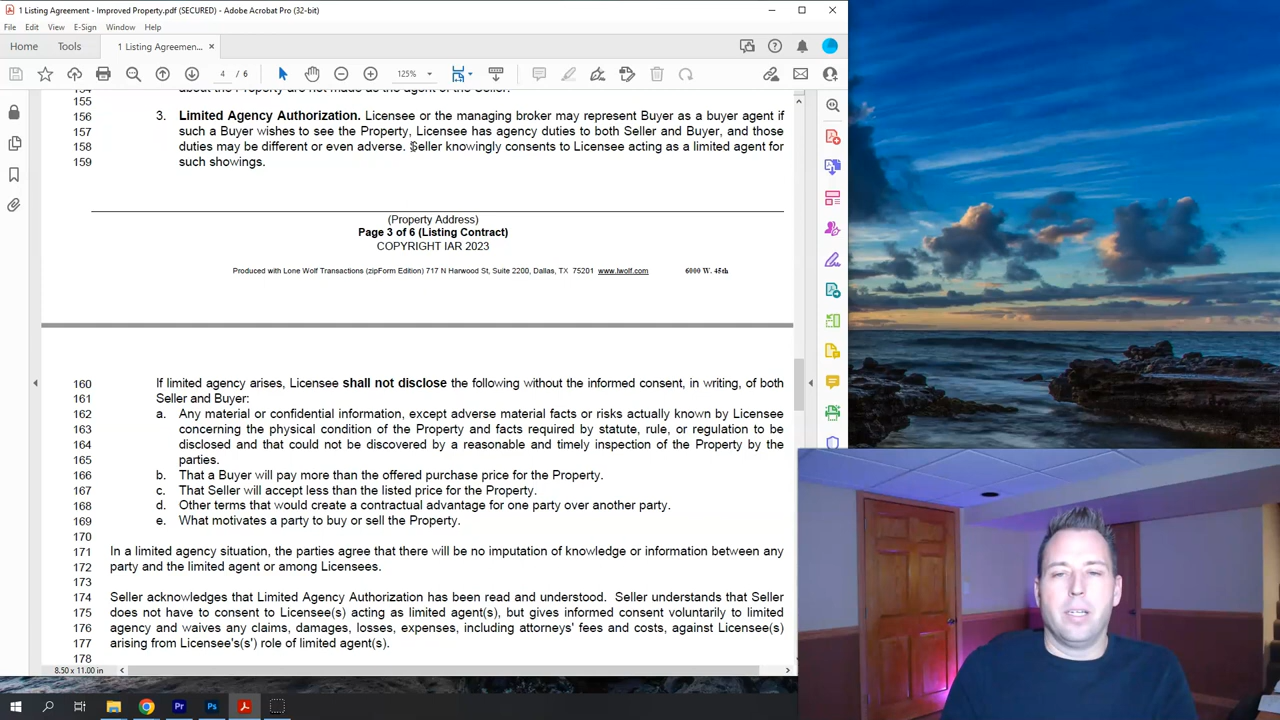 1 Listing Agreement - Improved Property.pdf (SECURED) - Adobe Acrobat Pro (32-bit)
File Edit View E-Sign Window Help
Home Tools 1 Listing Agreemen... ×
4 / 6 125%
154 about the Property are not made as the agent of the Seller.
155
156 3. Limited Agency Authorization. Licensee or the managing broker may represent Buyer as a buyer agent if
157 such a Buyer wishes to see the Property, Licensee has agency duties to both Seller and Buyer, and those
158 duties may be different or even adverse. Seller knowingly consents to Licensee acting as a limited agent for
159 such showings.
(Property Address)
Page 3 of 6 (Listing Contract)
COPYRIGHT IAR 2023
Produced with Lone Wolf Transactions (zipForm Edition) 717 N Harwood St, Suite 2200, Dallas, TX 75201 www.lwolf.com 6000 W. 45th
160 If limited agency arises, Licensee shall not disclose the following without the informed consent, in writing, of both
161 Seller and Buyer:
162 a. Any material or confidential information, except adverse material facts or risks actually known by Licensee
163 concerning the physical condition of the Property and facts required by statute, rule, or regulation to be
164 disclosed and that could not be discovered by a reasonable and timely inspection of the Property by the
165 parties.
166 b. That a Buyer will pay more than the offered purchase price for the Property.
167 c. That Seller will accept less than the listed price for the Property.
168 d. Other terms that would create a contractual advantage for one party over another party.
169 e. What motivates a party to buy or sell the Property.
170
171 In a limited agency situation, the parties agree that there will be no imputation of knowledge or information between any
172 party and the limited agent or among Licensees.
173
174 Seller acknowledges that Limited Agency Authorization has been read and understood. Seller understands that Seller
175 does not have to consent to Licensee(s) acting as limited agent(s), but gives informed consent voluntarily to limited
176 agency and waives any claims, damages, losses, expenses, including attorneys' fees and costs, against Licensee(s)
177 arising from Licensee's(s') role of limited agent(s).
178
8.50 x 11.00 in
Pr Ps